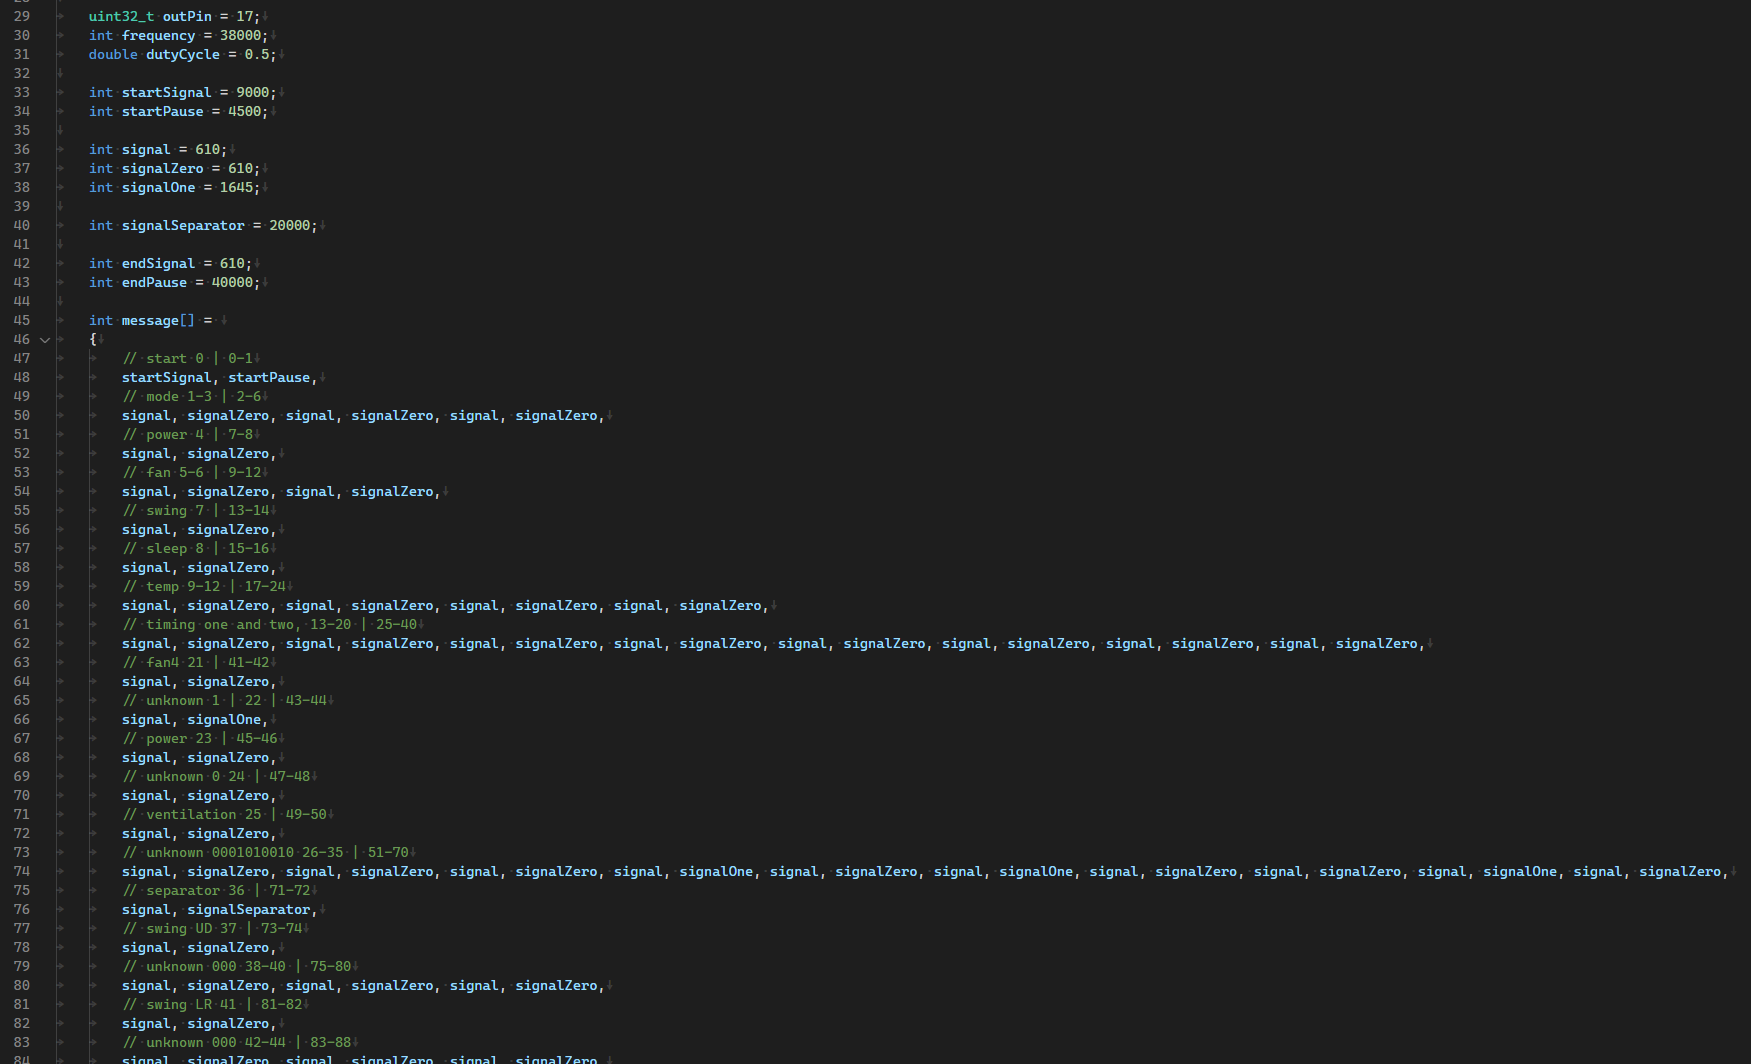 29 uint32_t outPin = 17;
30 int frequency = 38000;
31 double dutyCycle = 0.5;
32
33 int startSignal = 9000;
34 int startPause = 4500;
35
36 int signal = 610;
37 int signalZero = 610;
38 int signalOne = 1645;
39
40 int signalSeparator = 20000;
41
42 int endSignal = 610;
43 int endPause = 40000;
44
45 int message[] =
46 {
47 // start 0 | 0-1
48 startSignal, startPause,
49 // mode 1-3 | 2-6
50 signal, signalZero, signal, signalZero, signal, signalZero,
51 // power 4 | 7-8
52 signal, signalZero,
53 // fan 5-6 | 9-12
54 signal, signalZero, signal, signalZero,
55 // swing 7 | 13-14
56 signal, signalZero,
57 // sleep 8 | 15-16
58 signal, signalZero,
59 // temp 9-12 | 17-24
60 signal, signalZero, signal, signalZero, signal, signalZero, signal, signalZero,
61 // timing one and two, 13-20 | 25-40
62 signal, signalZero, signal, signalZero, signal, signalZero, signal, signalZero, signal, signalZero, signal, signalZero, signal, signalZero, signal, signalZero,
63 // fan4 21 | 41-42
64 signal, signalZero,
65 // unknown 1 | 22 | 43-44
66 signal, signalOne,
67 // power 23 | 45-46
68 signal, signalZero,
69 // unknown 0 24 | 47-48
70 signal, signalZero,
71 // ventilation 25 | 49-50
72 signal, signalZero,
73 // unknown 0001010010 26-35 | 51-70
74 signal, signalZero, signal, signalZero, signal, signalZero, signal, signalOne, signal, signalZero, signal, signalOne, signal, signalZero, signal, signalZero, signal, signalOne, signal, signalZero,
75 // separator 36 | 71-72
76 signal, signalSeparator,
77 // swing UD 37 | 73-74
78 signal, signalZero,
79 // unknown 000 38-40 | 75-80
80 signal, signalZero, signal, signalZero, signal, signalZero,
81 // swing LR 41 | 81-82
82 signal, signalZero,
83 // unknown 000 42-44 | 83-88
84 signal, signalZero, signal, signalZero, signal, signalZero,